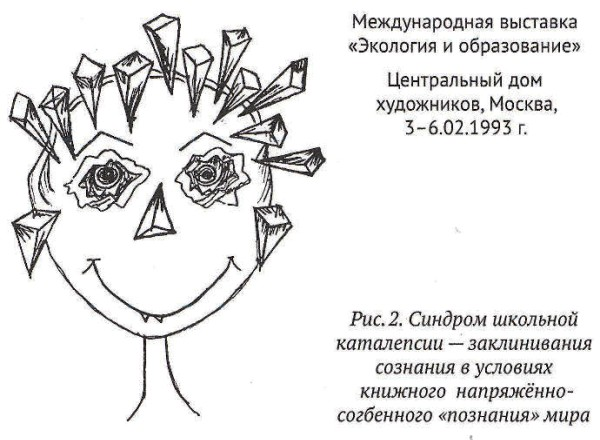 Международная выставка
«Экология и образование»
Центральный дом
художников, Москва,
3–6.02.1993 г.
Рис. 2. Синдром школьной
каталепсии — заклинивания
сознания в условиях
книжного напряжённо-
согбенного «познания» мира